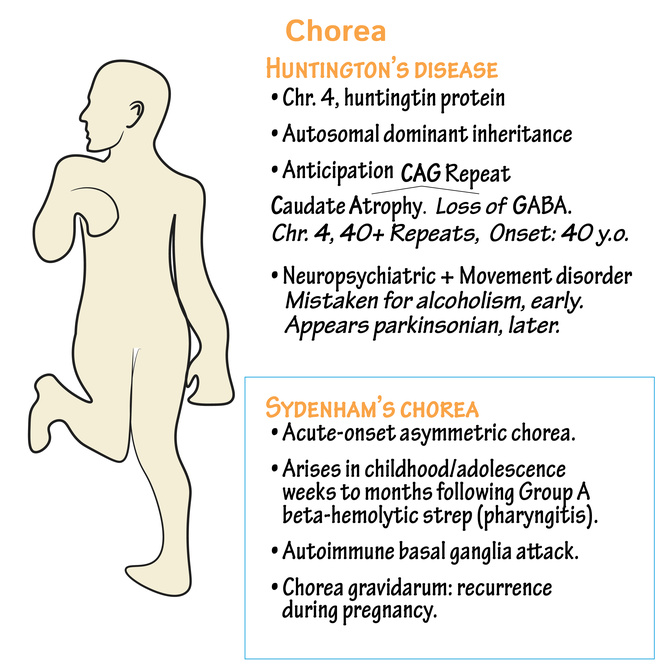 Chorea
HUNTINGTON'S DISEASE
• Chr. 4, huntingtin protein
• Autosomal dominant inheritance
• Anticipation CAG Repeat
Caudate Atrophy. Loss of GABA.
Chr. 4, 40+ Repeats, Onset: 40 y.o.
• Neuropsychiatric + Movement disorder
Mistaken for alcoholism, early.
Appears parkinsonian, later.
SYDENHAM'S CHOREA
• Acute-onset asymmetric chorea.
• Arises in childhood/adolescence
weeks to months following Group A
beta-hemolytic strep (pharyngitis).
• Autoimmune basal ganglia attack.
• Chorea gravidarum: recurrence
during pregnancy.